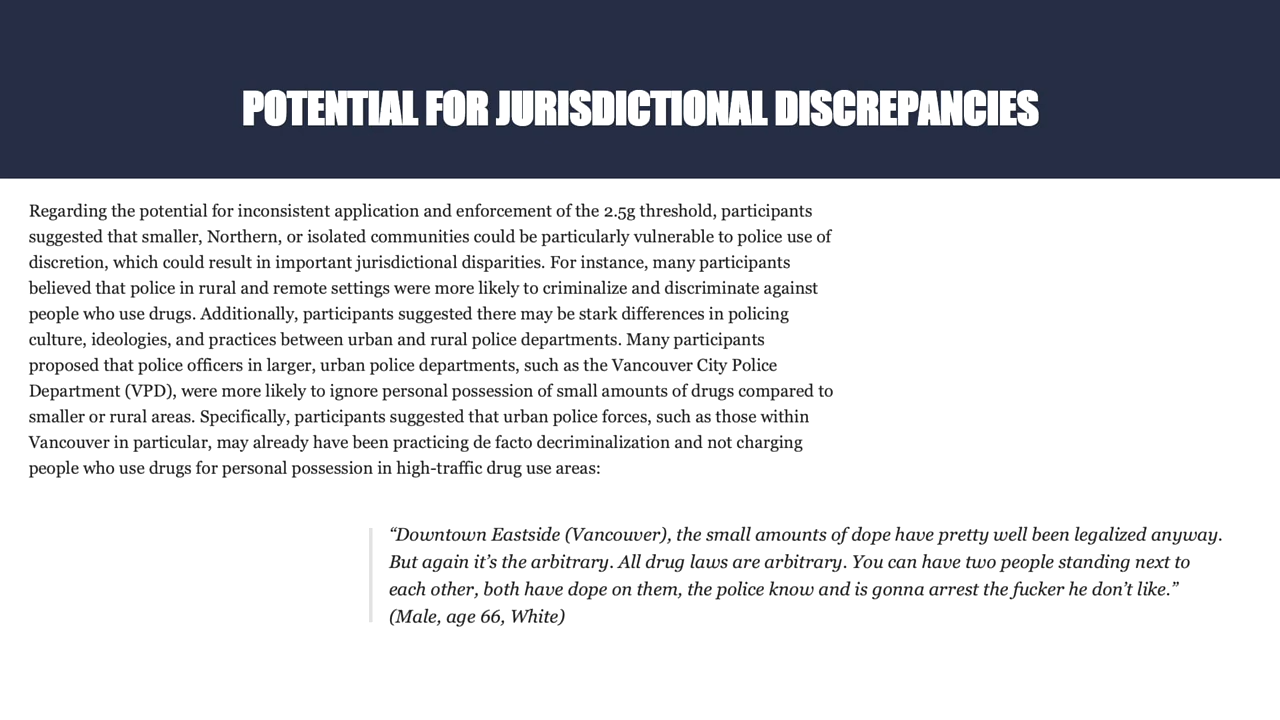 POTENTIAL FOR JURISDICTIONAL DISCREPANCIES
Regarding the potential for inconsistent application and enforcement of the 2.5g threshold, participants
suggested that smaller, Northern, or isolated communities could be particularly vulnerable to police use of
discretion, which could result in important jurisdictional disparities. For instance, many participants
believed that police in rural and remote settings were more likely to criminalize and discriminate against
people who use drugs. Additionally, participants suggested there may be stark differences in policing
culture, ideologies, and practices between urban and rural police departments. Many participants
proposed that police officers in larger, urban police departments, such as the Vancouver City Police
Department (VPD), were more likely to ignore personal possession of small amounts of drugs compared to
smaller or rural areas. Specifically, participants suggested that urban police forces, such as those within
Vancouver in particular, may already have been practicing de facto decriminalization and not charging
people who use drugs for personal possession in high-traffic drug use areas:
“Downtown Eastside (Vancouver), the small amounts of dope have pretty well been legalized anyway.
But again it’s the arbitrary. All drug laws are arbitrary. You can have two people standing next to
each other, both have dope on them, the police know and is gonna arrest the fucker he don’t like.”
(Male, age 66, White)